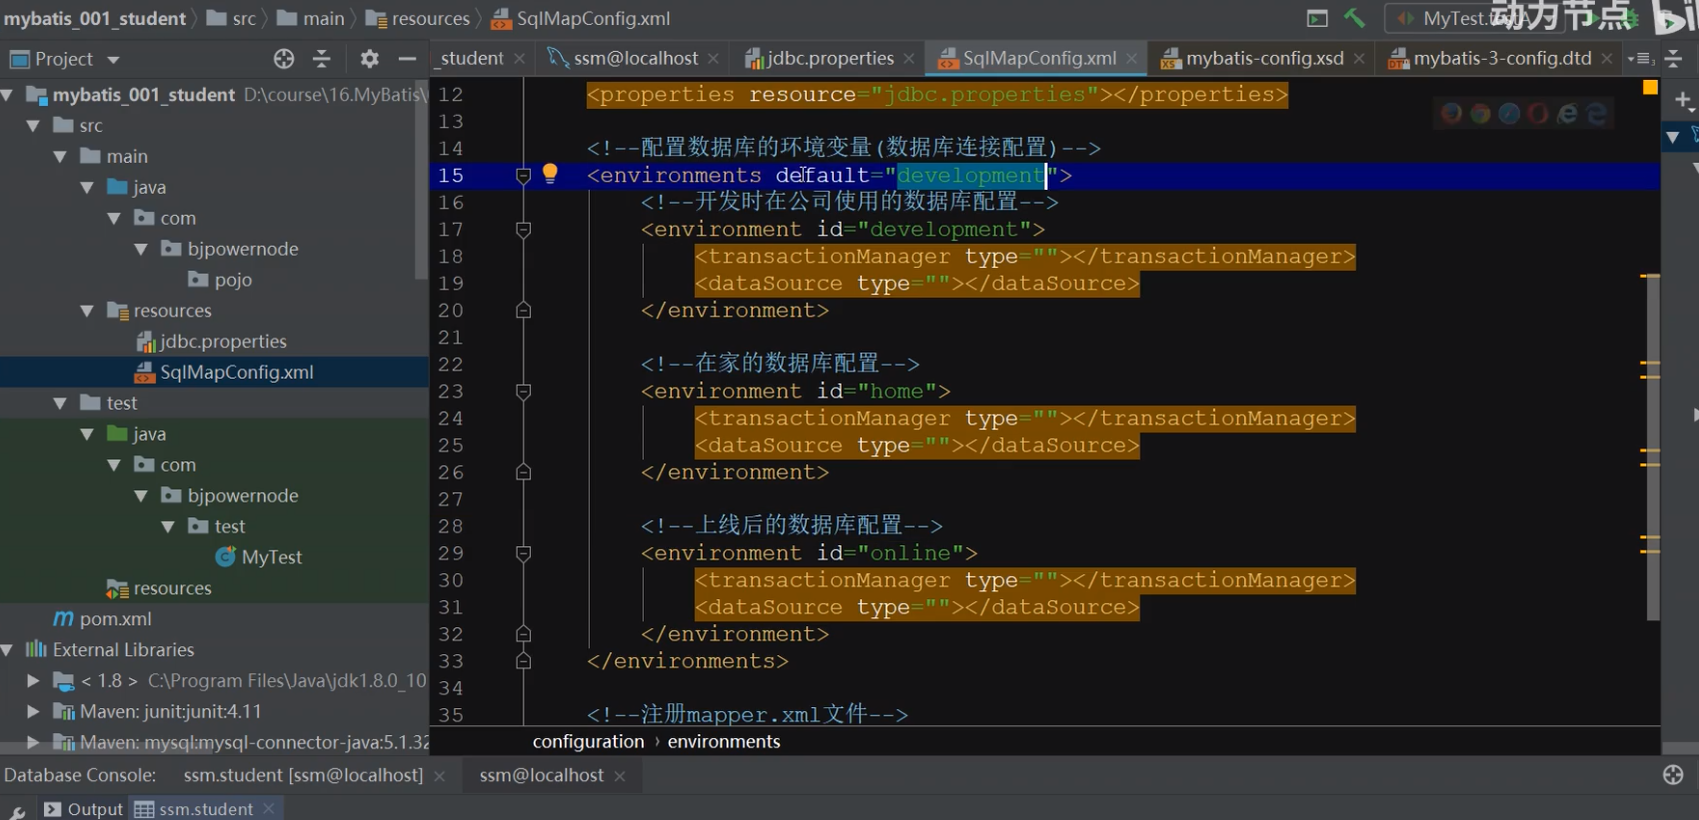 mybatis_001_student src main resources SqlMapConfig.xml
动力节点
Project
_student ssm@localhost jdbc.properties SqlMapConfig.xml mybatis-config.xsd mybatis-3-config.dtd
mybatis_001_student D:\course\16.MyBatis\
src
main
java
com
bjpowernode
pojo
resources
jdbc.properties
SqlMapConfig.xml
test
java
com
bjpowernode
test
MyTest
resources
pom.xml
External Libraries
< 1.8 > C:\Program Files\Java\jdk1.8.0_10
Maven: junit:junit:4.11
Maven: mysql:mysql-connector-java:5.1.32
12 <properties resource="jdbc.properties"></properties>
13
14 <!--配置数据库的环境变量(数据库连接配置)-->
15 <environments default="development">
16 <!--开发时在公司使用的数据库配置-->
17 <environment id="development">
18 <transactionManager type=""></transactionManager>
19 <dataSource type=""></dataSource>
20 </environment>
21
22 <!--在家的数据库配置-->
23 <environment id="home">
24 <transactionManager type=""></transactionManager>
25 <dataSource type=""></dataSource>
26 </environment>
27
28 <!--上线后的数据库配置-->
29 <environment id="online">
30 <transactionManager type=""></transactionManager>
31 <dataSource type=""></dataSource>
32 </environment>
33 </environments>
34
35 <!--注册mapper.xml文件-->
configuration › environments
Database Console: ssm.student [ssm@localhost] ssm@localhost
Output ssm.student